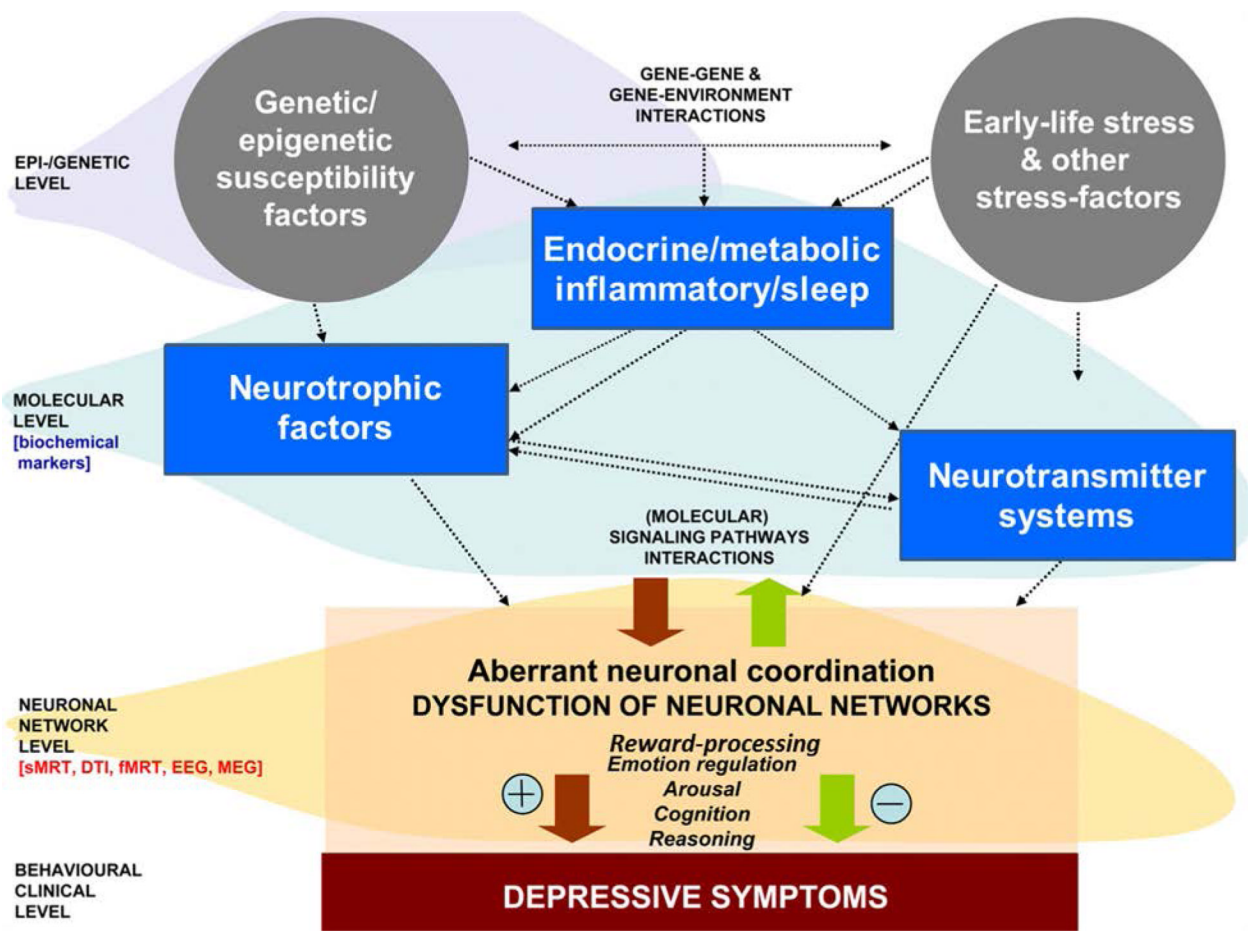 GENE-GENE &
GENE-ENVIRONMENT
INTERACTIONS
Genetic/
epigenetic
susceptibility
factors
Early-life stress
& other
stress-factors
EPI-/GENETIC
LEVEL
Endocrine/metabolic
inflammatory/sleep
Neurotrophic
factors
MOLECULAR
LEVEL
[biochemical
markers]
Neurotransmitter
systems
(MOLECULAR)
SIGNALING PATHWAYS
INTERACTIONS
Aberrant neuronal coordination
DYSFUNCTION OF NEURONAL NETWORKS
NEURONAL
NETWORK
LEVEL
[sMRT, DTI, fMRT, EEG, MEG]
Reward-processing
Emotion regulation
Arousal
Cognition
Reasoning
+
−
BEHAVIOURAL
CLINICAL
LEVEL
DEPRESSIVE SYMPTOMS